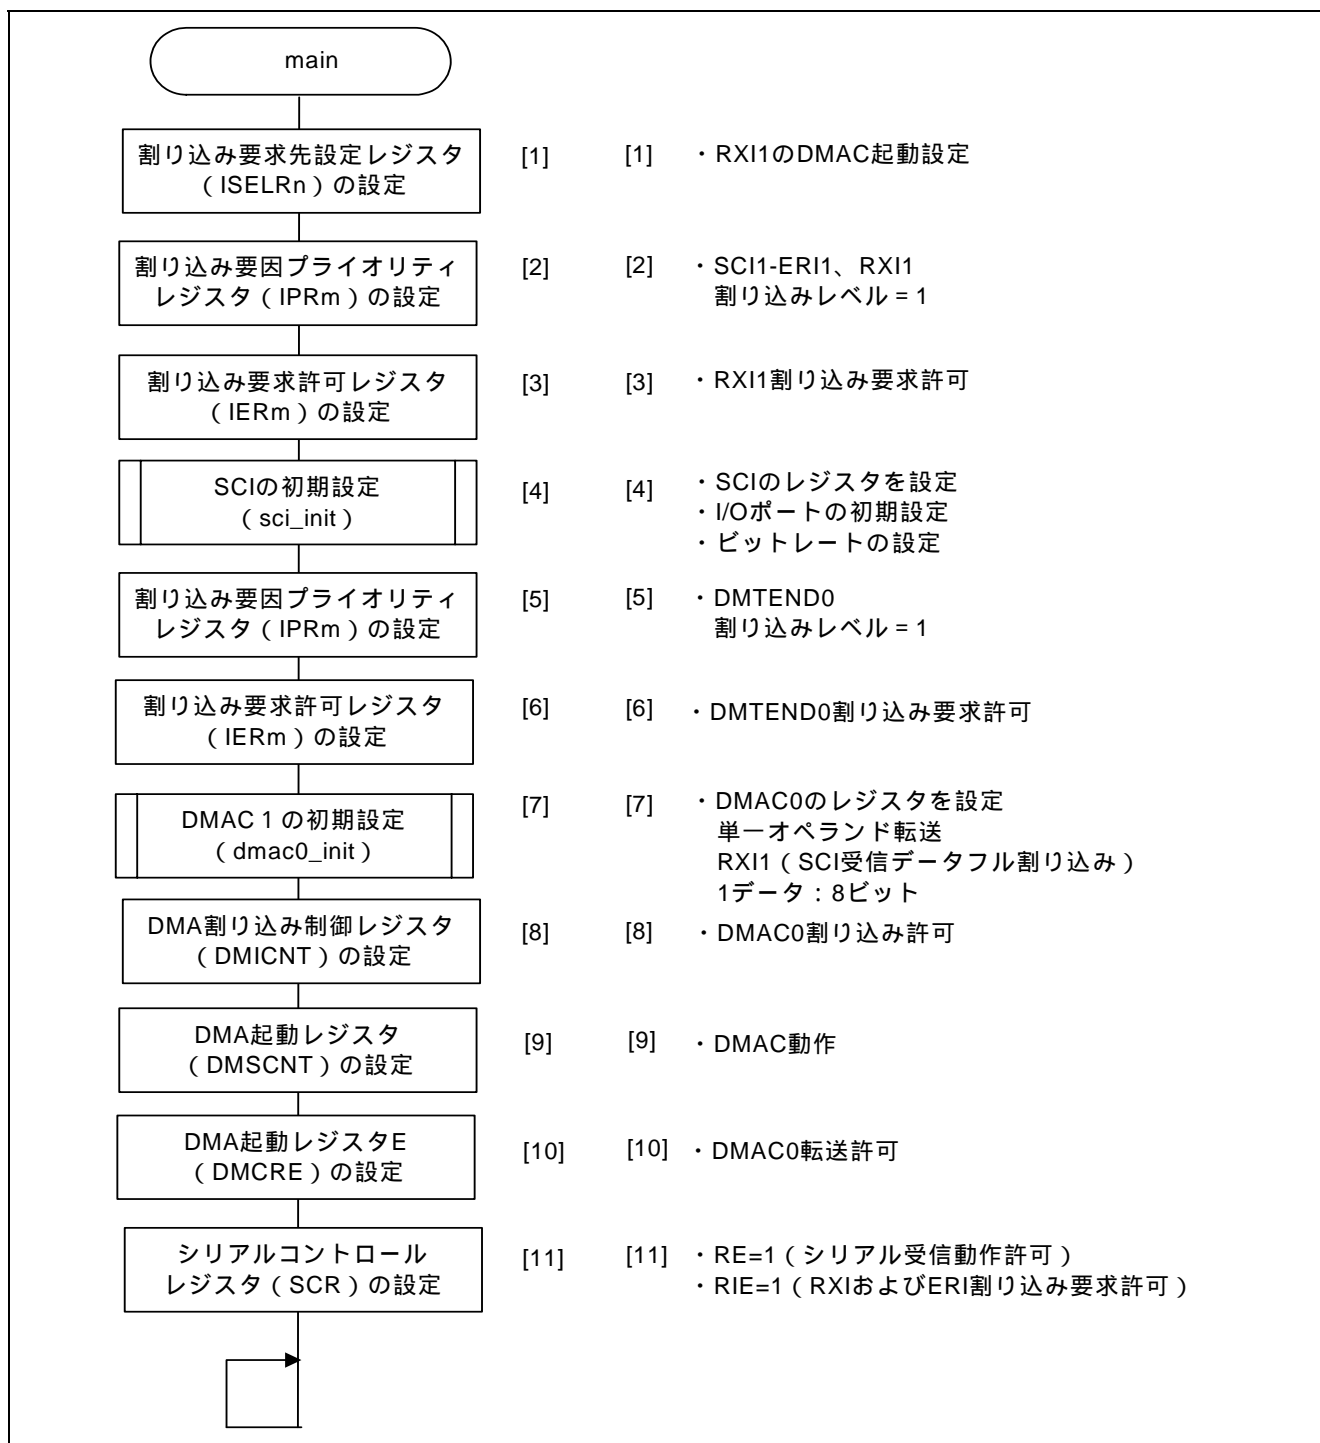 main
割り込み要求先設定レジスタ
（ISELRn）の設定
[1]
[1] ・RXI1のDMAC起動設定
割り込み要因プライオリティ
レジスタ（IPRm）の設定
[2]
[2] ・SCI1-ERI1、RXI1
割り込みレベル = 1
割り込み要求許可レジスタ
（IERm）の設定
[3]
[3] ・RXI1割り込み要求許可
SCIの初期設定
（sci_init）
[4]
[4] ・SCIのレジスタを設定
・I/Oポートの初期設定
・ビットレートの設定
割り込み要因プライオリティ
レジスタ（IPRm）の設定
[5]
[5] ・DMTEND0
割り込みレベル = 1
割り込み要求許可レジスタ
（IERm）の設定
[6]
[6] ・DMTEND0割り込み要求許可
DMAC１の初期設定
（dmac0_init）
[7]
[7] ・DMAC0のレジスタを設定
単一オペランド転送
RXI1（SCI受信データフル割り込み）
1データ：8ビット
DMA割り込み制御レジスタ
（DMICNT）の設定
[8]
[8] ・DMAC0割り込み許可
DMA起動レジスタ
（DMSCNT）の設定
[9]
[9] ・DMAC動作
DMA起動レジスタE
（DMCRE）の設定
[10]
[10] ・DMAC0転送許可
シリアルコントロール
レジスタ（SCR）の設定
[11]
[11] ・RE=1（シリアル受信動作許可）
・RIE=1（RXIおよびERI割り込み要求許可）